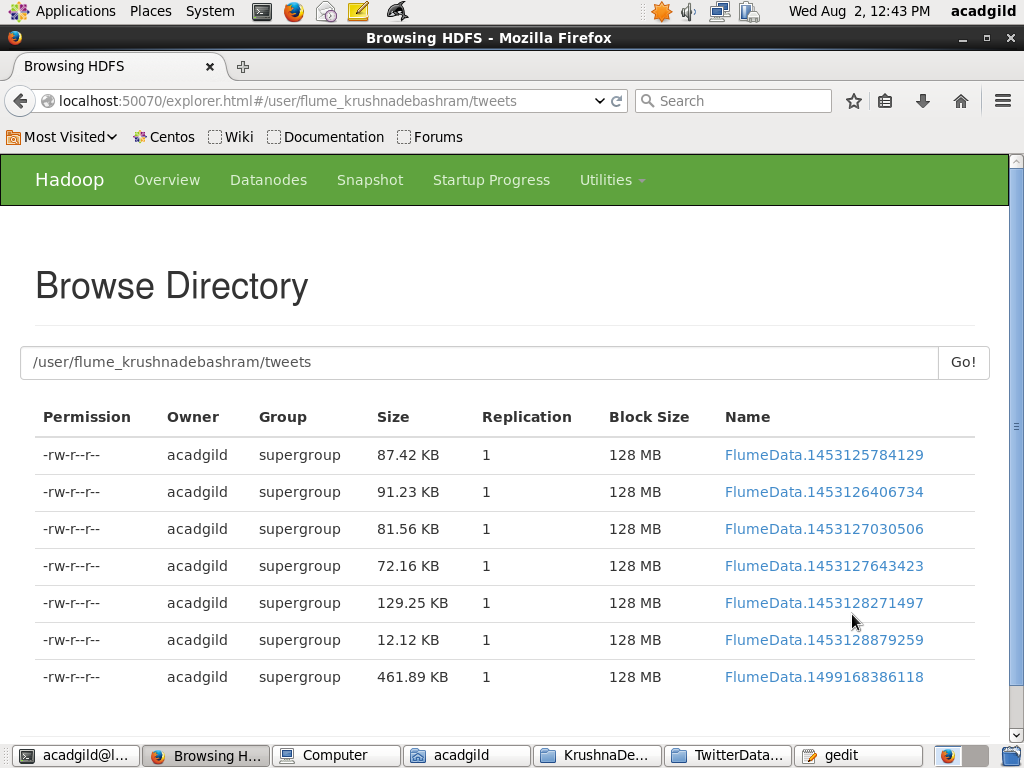 Applications Places System Wed Aug 2, 12:43 PM acadgild
Browsing HDFS - Mozilla Firefox
Browsing HDFS
localhost:50070/explorer.html#/user/flume_krushnadebashram/tweets Search
Most Visited Centos Wiki Documentation Forums
Hadoop Overview Datanodes Snapshot Startup Progress Utilities
Browse Directory
/user/flume_krushnadebashram/tweets Go!
Permission Owner Group Size Replication Block Size Name
-rw-r--r-- acadgild supergroup 87.42 KB 1 128 MB FlumeData.1453125784129
-rw-r--r-- acadgild supergroup 91.23 KB 1 128 MB FlumeData.1453126406734
-rw-r--r-- acadgild supergroup 81.56 KB 1 128 MB FlumeData.1453127030506
-rw-r--r-- acadgild supergroup 72.16 KB 1 128 MB FlumeData.1453127643423
-rw-r--r-- acadgild supergroup 129.25 KB 1 128 MB FlumeData.1453128271497
-rw-r--r-- acadgild supergroup 12.12 KB 1 128 MB FlumeData.1453128879259
-rw-r--r-- acadgild supergroup 461.89 KB 1 128 MB FlumeData.1499168386118
acadgild@l... Browsing H... Computer acadgild KrushnaDe... TwitterData... gedit